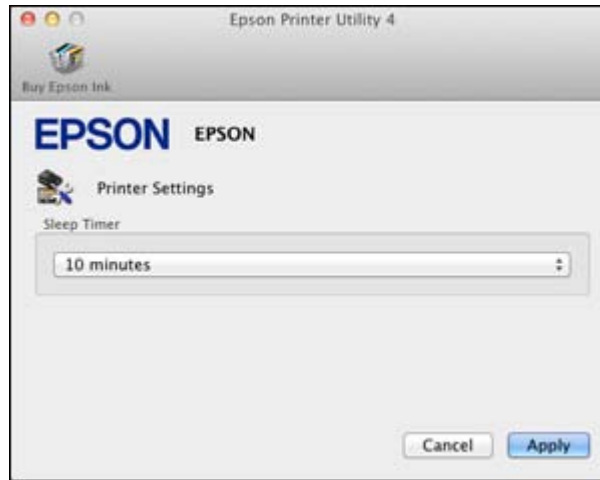 Epson Printer Utility 4
Buy Epson Ink
EPSON EPSON
Printer Settings
Sleep Timer
10 minutes
Cancel Apply